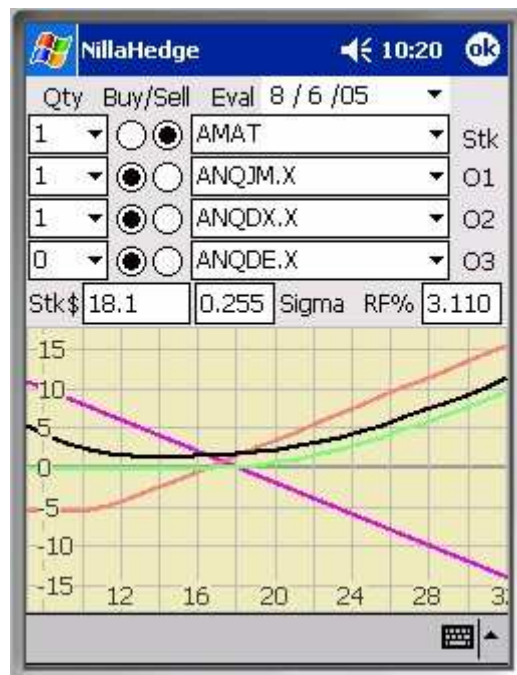 NillaHedge 10:20 ok
Qty Buy/Sell Eval 8 / 6 /05
1 AMAT Stk
1 ANQJM.X O1
1 ANQDX.X O2
0 ANQDE.X O3
Stk$ 18.1 0.255 Sigma RF% 3.110
15
10
5
0
-5
-10
-15
12 16 20 24 28 3